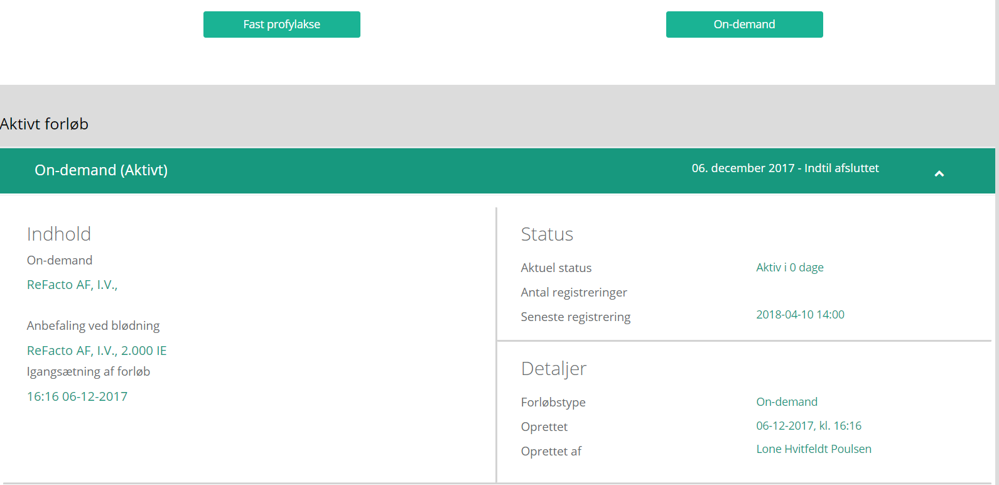 Fast profylakse
On-demand
Aktivt forløb
On-demand (Aktivt)
06. december 2017 - Indtil afsluttet
Indhold
On-demand
ReFacto AF, I.V.,
Anbefaling ved blødning
ReFacto AF, I.V., 2.000 IE
Igangsætning af forløb
16:16 06-12-2017
Status
Aktuel status
Aktiv i 0 dage
Antal registreringer
Seneste registrering
2018-04-10 14:00
Detaljer
Forløbstype
On-demand
Oprettet
06-12-2017, kl. 16:16
Oprettet af
Lone Hvitfeldt Poulsen